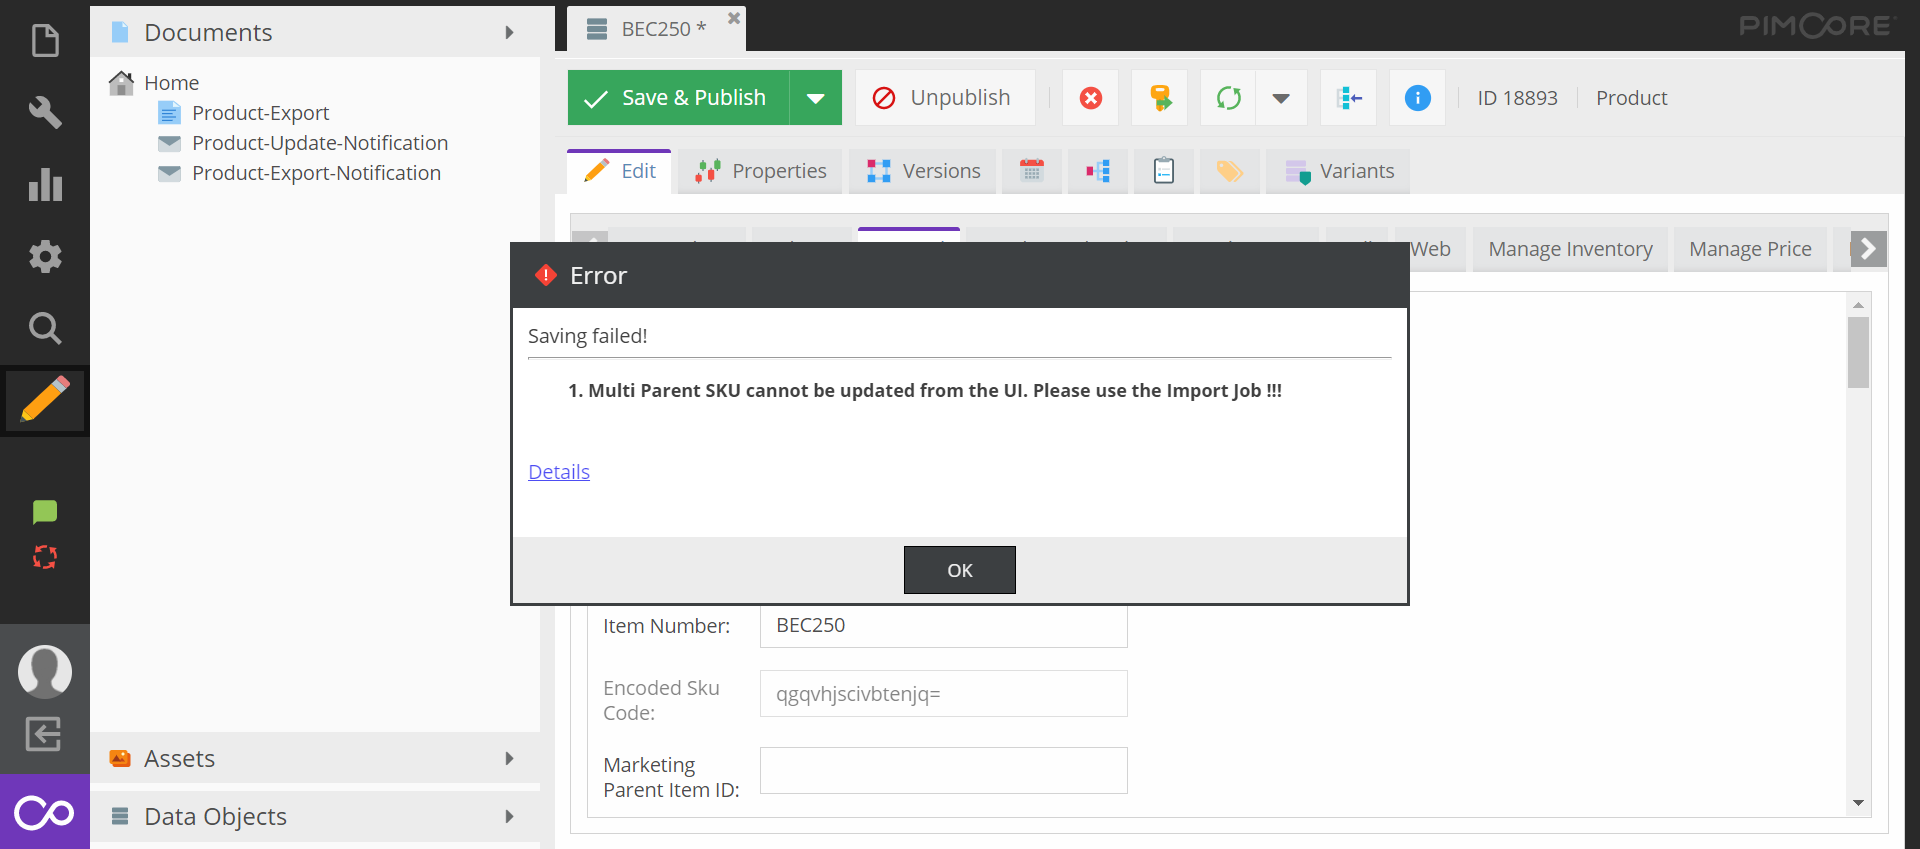 Documents
Home
Product-Export
Product-Update-Notification
Product-Export-Notification
Assets
Data Objects
BEC250 *
PIMCORE
Save & Publish
Unpublish
ID 18893
Product
Edit
Properties
Versions
Variants
Web
Manage Inventory
Manage Price
Error
Saving failed!
1. Multi Parent SKU cannot be updated from the UI. Please use the Import Job !!!
Details
OK
Item Number:
BEC250
Encoded Sku
Code:
qgqvhjscivbtenjq=
Marketing
Parent Item ID: